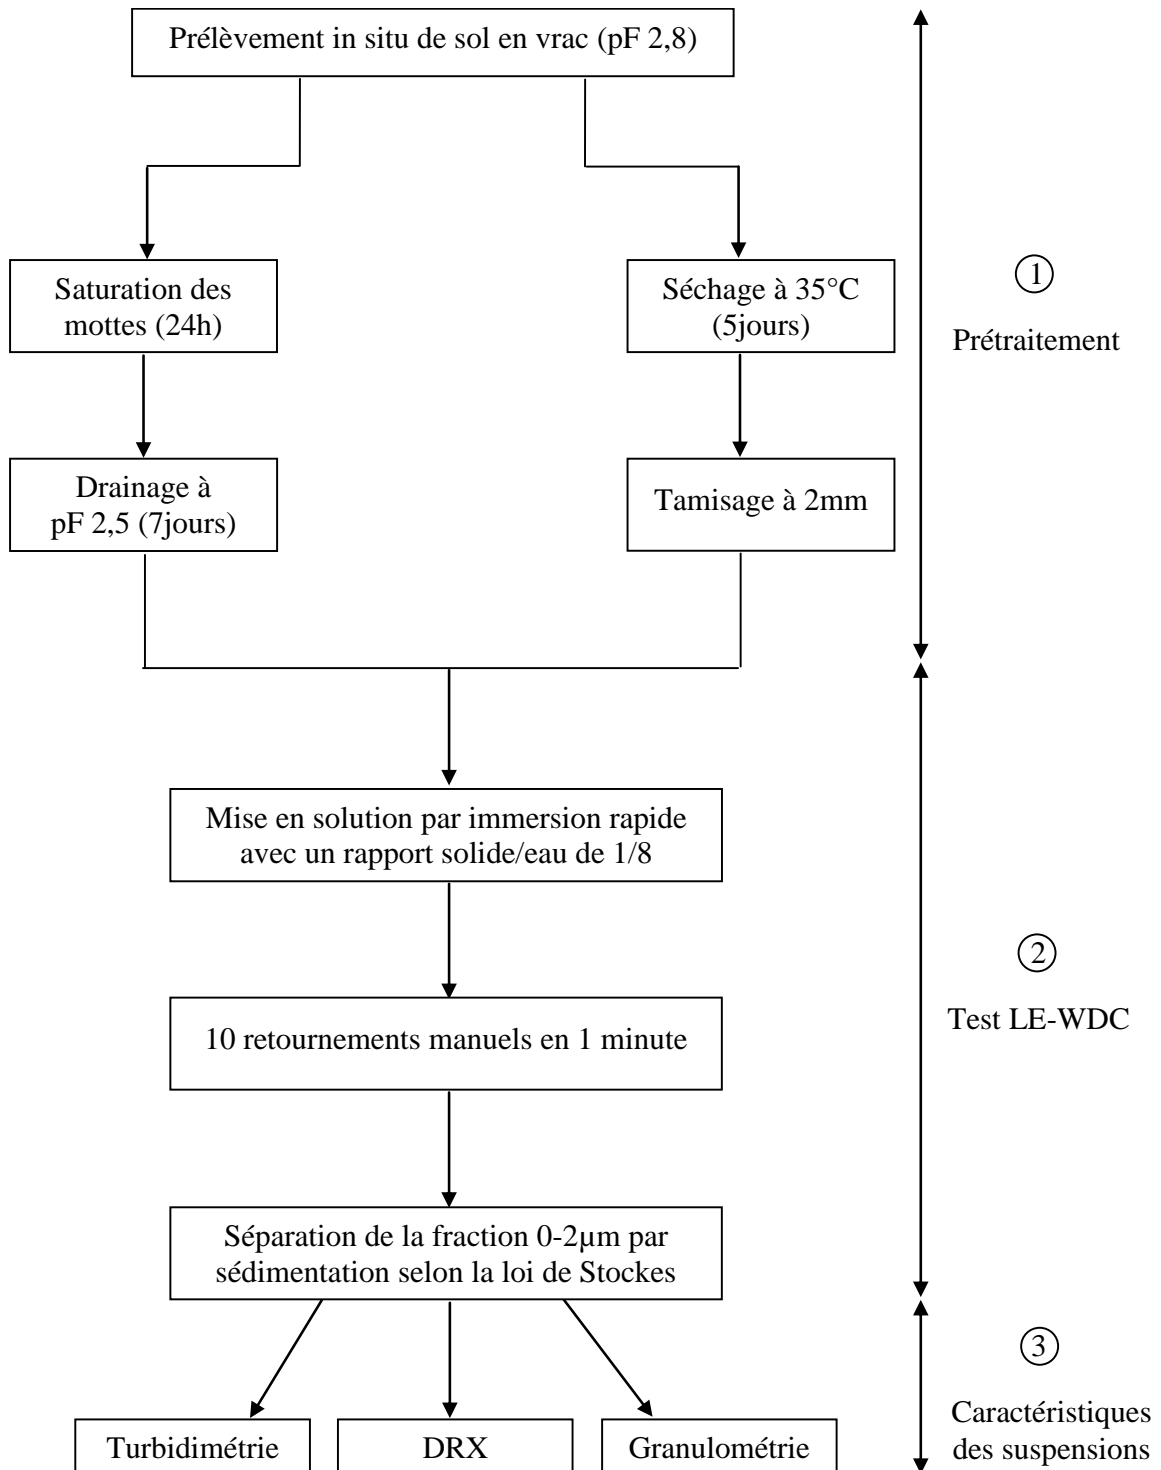 Prélèvement in situ de sol en vrac (pF 2,8)
Saturation des
mottes (24h)
Séchage à 35°C
(5jours)
1
Prétraitement
Drainage à
pF 2,5 (7jours)
Tamisage à 2mm
Mise en solution par immersion rapide
avec un rapport solide/eau de 1/8
10 retournements manuels en 1 minute
2
Test LE-WDC
Séparation de la fraction 0-2µm par
sédimentation selon la loi de Stockes
3
Caractéristiques
des suspensions
Turbidimétrie
DRX
Granulométrie